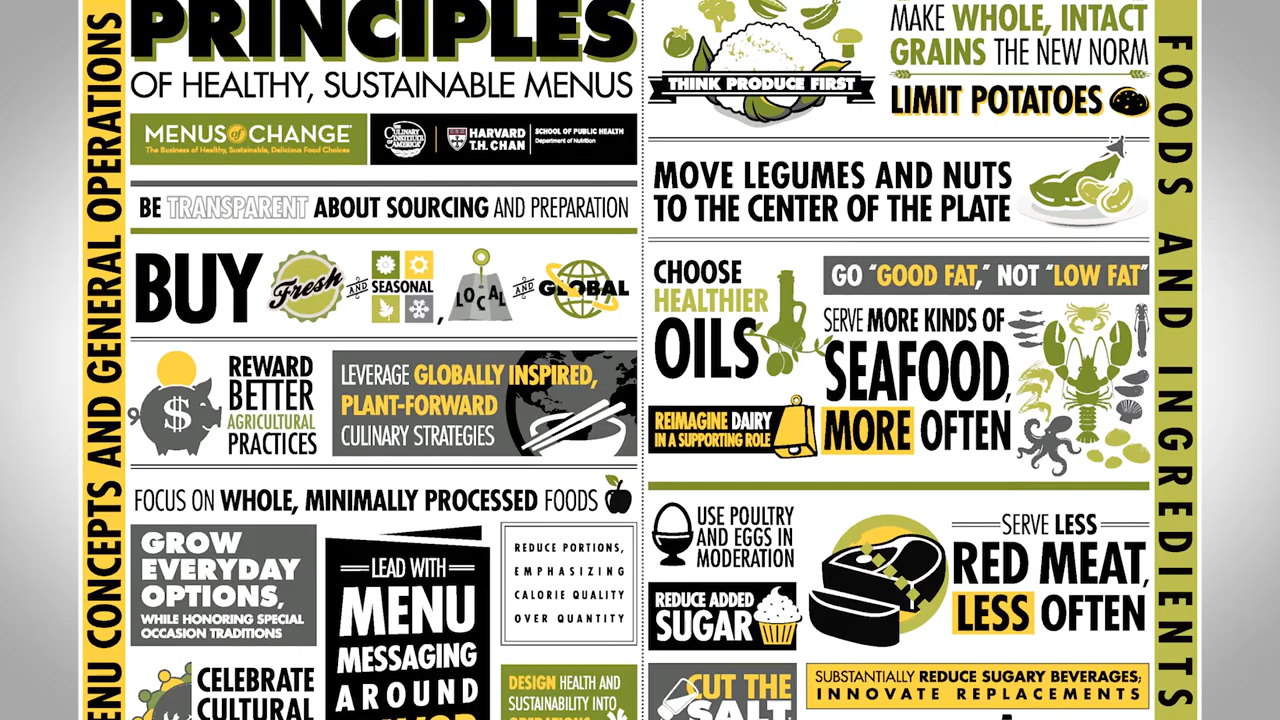 MENU CONCEPTS AND GENERAL OPERATIONS
PRINCIPLES
OF HEALTHY, SUSTAINABLE MENUS
MENUS of CHANGE
The Business of Healthy, Sustainable, Delicious Food Choices
THE CULINARY INSTITUTE OF AMERICA
HARVARD
T.H. CHAN
SCHOOL OF PUBLIC HEALTH
Department of Nutrition
BE TRANSPARENT ABOUT SOURCING AND PREPARATION
BUY Fresh AND SEASONAL, LOCAL AND GLOBAL
REWARD
BETTER
AGRICULTURAL
PRACTICES
LEVERAGE GLOBALLY INSPIRED,
PLANT-FORWARD
CULINARY STRATEGIES
FOCUS ON WHOLE, MINIMALLY PROCESSED FOODS
GROW
EVERYDAY
OPTIONS,
WHILE HONORING SPECIAL
OCCASION TRADITIONS
LEAD WITH
MENU
MESSAGING
AROUND
REDUCE PORTIONS,
EMPHASIZING
CALORIE QUALITY
OVER QUANTITY
CELEBRATE
CULTURAL
DESIGN HEALTH AND
SUSTAINABILITY INTO
OPERATIONS
THINK PRODUCE FIRST
MAKE WHOLE, INTACT
GRAINS THE NEW NORM
LIMIT POTATOES
MOVE LEGUMES AND NUTS
TO THE CENTER OF THE PLATE
CHOOSE
HEALTHIER
OILS
GO "GOOD FAT," NOT "LOW FAT"
SERVE MORE KINDS OF
SEAFOOD,
MORE OFTEN
REIMAGINE DAIRY
IN A SUPPORTING ROLE
USE POULTRY
AND EGGS IN
MODERATION
REDUCE ADDED
SUGAR
SERVE LESS
RED MEAT,
LESS OFTEN
CUT THE
SALT
SUBSTANTIALLY REDUCE SUGARY BEVERAGES;
INNOVATE REPLACEMENTS
FOODS AND INGREDIENTS